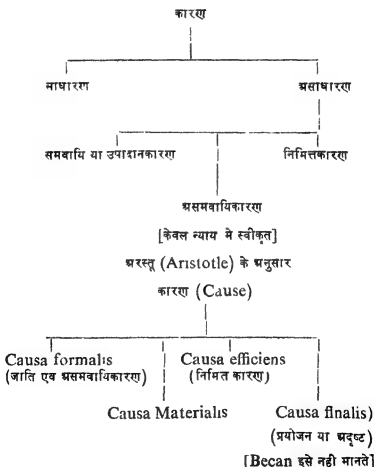 कारण
साधारण असाधारण
समवायि या उपादानकारण निमित्तकारण
असमवायिकारण
[केवल न्याय मे स्वीकृत]
अरस्तू (Aristotle) के अनुसार
कारण (Cause)
Causa formalis Causa efficiens
(जाति एव असमवायिकारण) (निमित कारण)
Causa Materialis Causa fInalis)
(प्रयोजन या अदृष्ट)
[Becan इसे नही मानते]